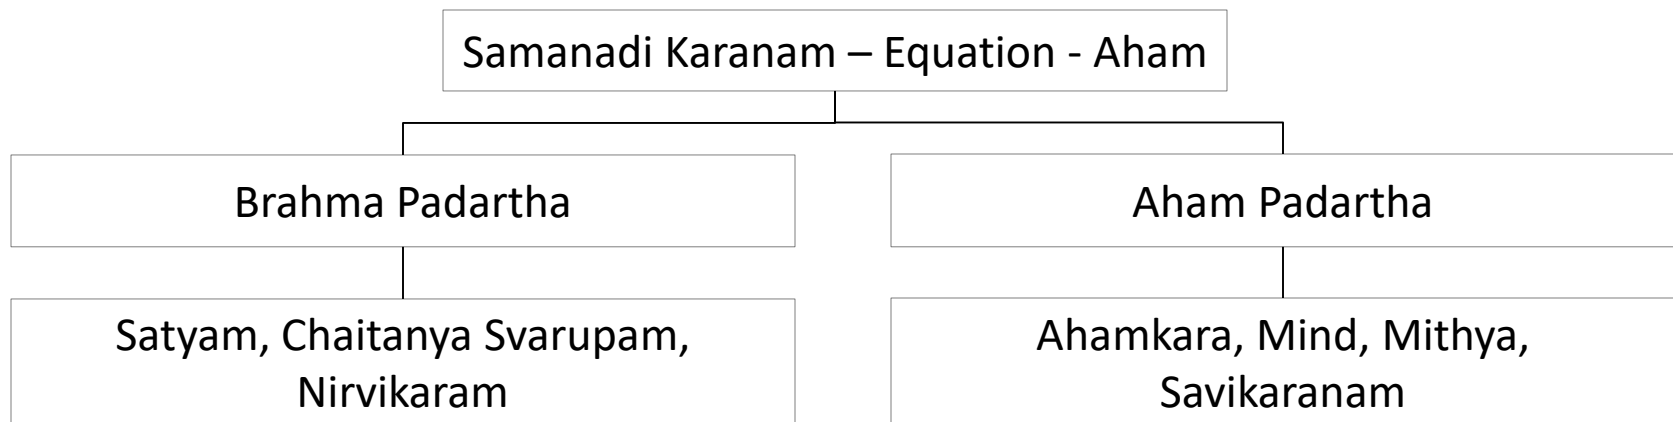 Samanadi Karanam – Equation - Aham
Brahma Padartha
Aham Padartha
Satyam, Chaitanya Svarupam,
Nirvikaram
Ahamkara, Mind, Mithya,
Savikaranam